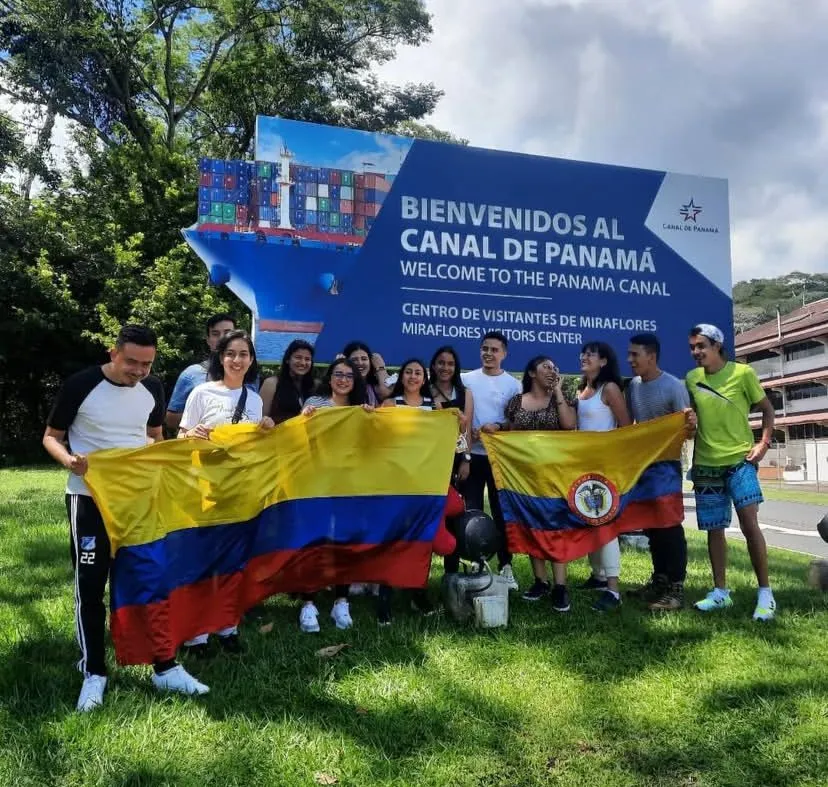 BIENVENIDOS AL
CANAL DE PANAMÁ
WELCOME TO THE PANAMA CANAL
CENTRO DE VISITANTES DE MIRAFLORES
MIRAFLORES VISITORS CENTER
CANAL DE PANAMÁ
22